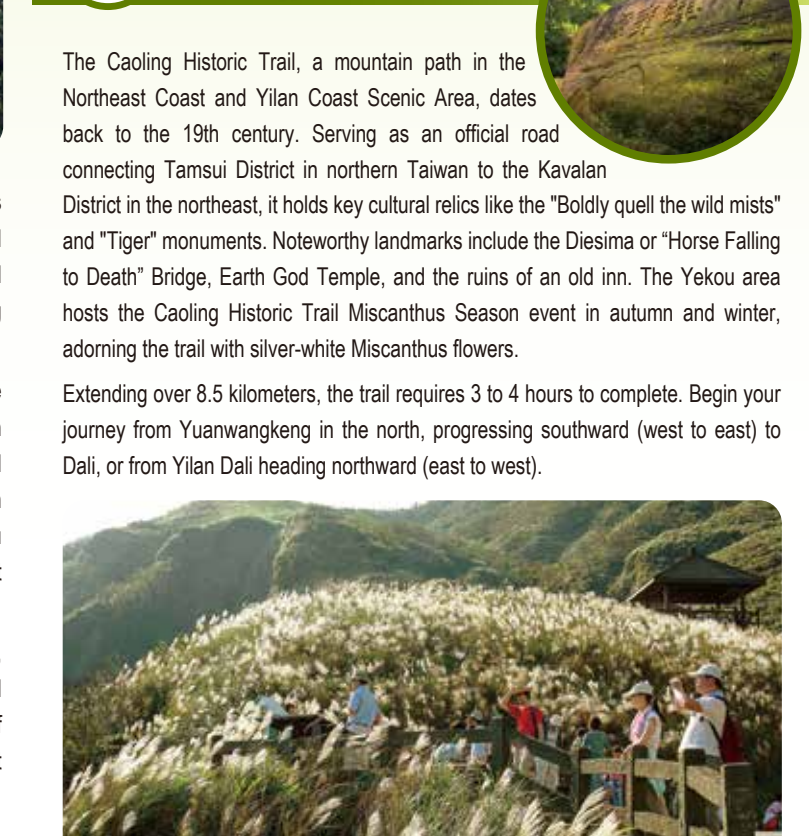 The Caoling Historic Trail, a mountain path in the
Northeast Coast and Yilan Coast Scenic Area, dates
back to the 19th century. Serving as an official road
connecting Tamsui District in northern Taiwan to the Kavalan
District in the northeast, it holds key cultural relics like the "Boldly quell the wild mists"
and "Tiger" monuments. Noteworthy landmarks include the Diesima or “Horse Falling
to Death” Bridge, Earth God Temple, and the ruins of an old inn. The Yekou area
hosts the Caoling Historic Trail Miscanthus Season event in autumn and winter,
adorning the trail with silver-white Miscanthus flowers.
Extending over 8.5 kilometers, the trail requires 3 to 4 hours to complete. Begin your
journey from Yuanwangkeng in the north, progressing southward (west to east) to
Dali, or from Yilan Dali heading northward (east to west).